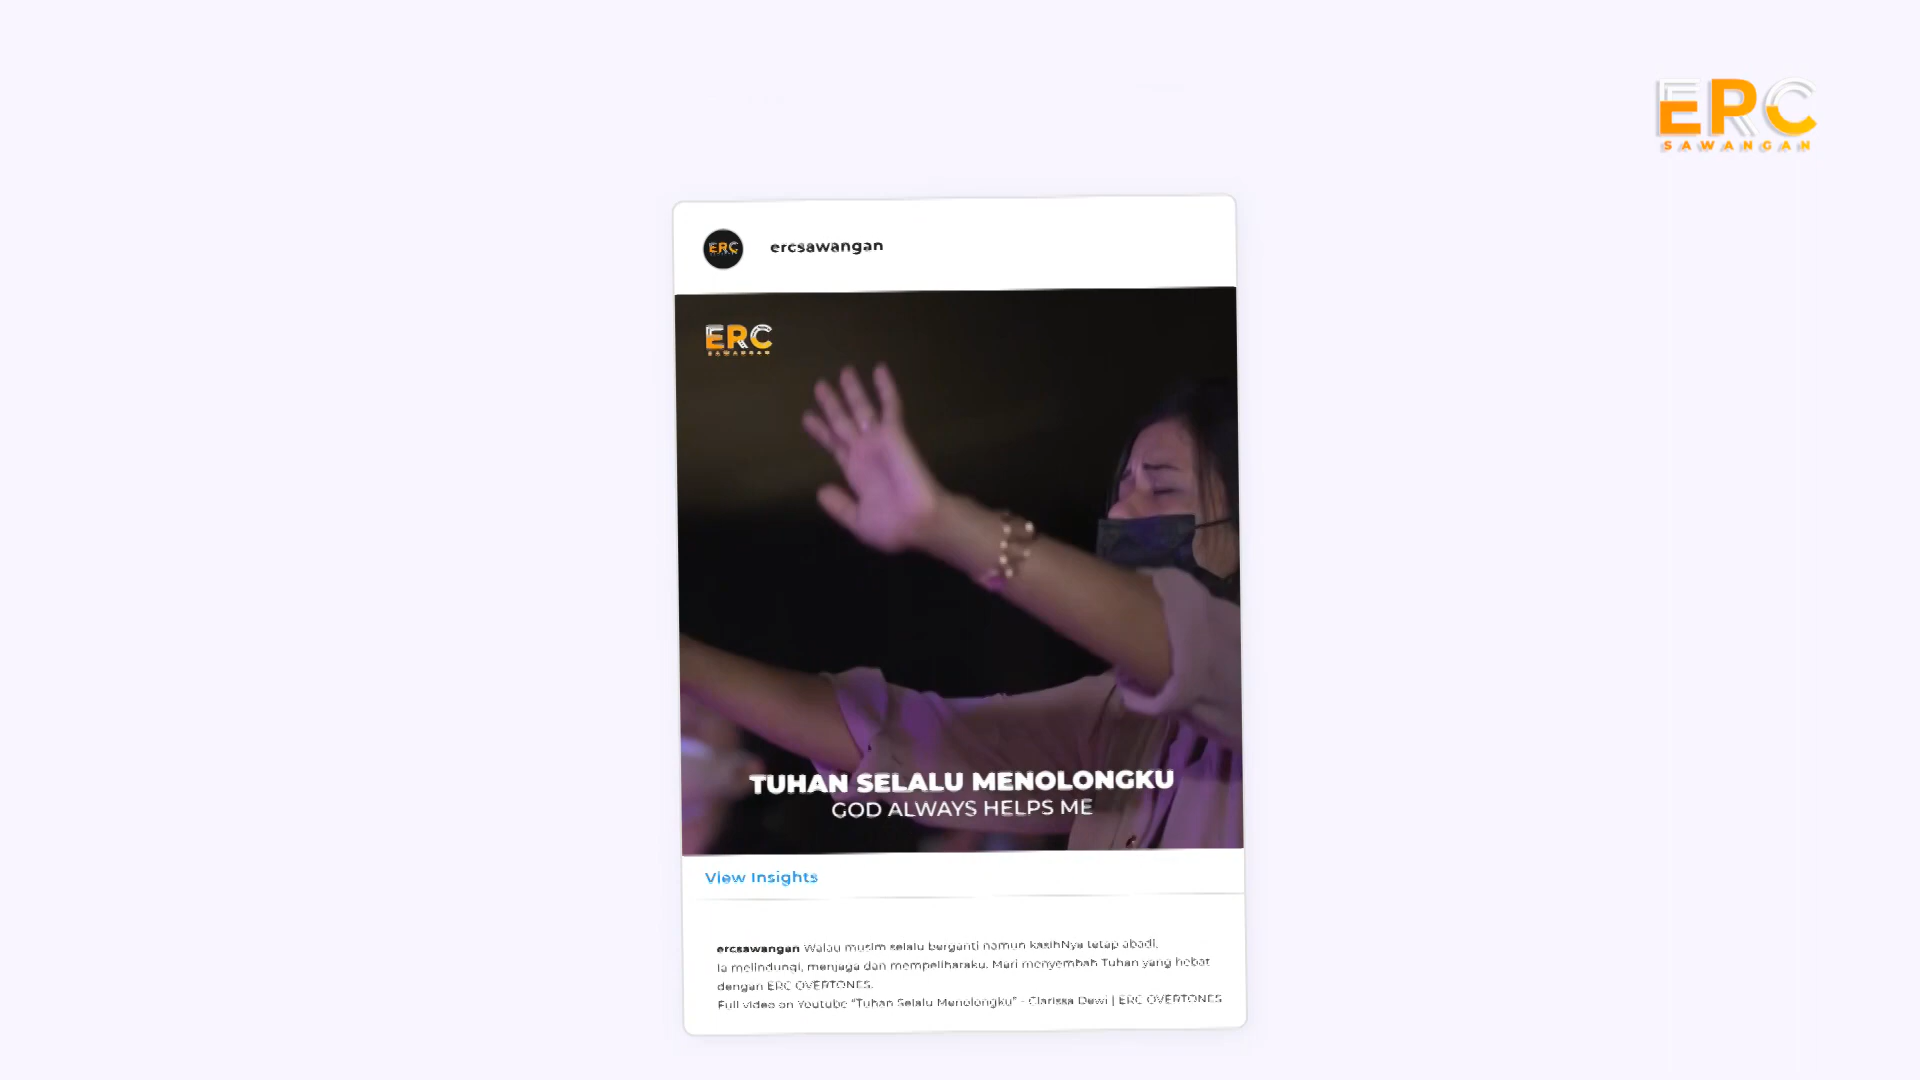 ERC
SAWANGAN
ERC
ercsawangan
ERC
SAWANGAN
TUHAN SELALU MENOLONGKU
GOD ALWAYS HELPS ME
View Insights
ercsawangan Walau musim selalu berganti namun kasihNya tetap abadi.
Ia melindungi, menjaga dan mempeliharaku. Mari menyembah Tuhan yang hebat
dengan ERC OVERTONES.
Full video on Youtube "Tuhan Selalu Menolongku" - Clarissa Dewi | ERC OVERTONES